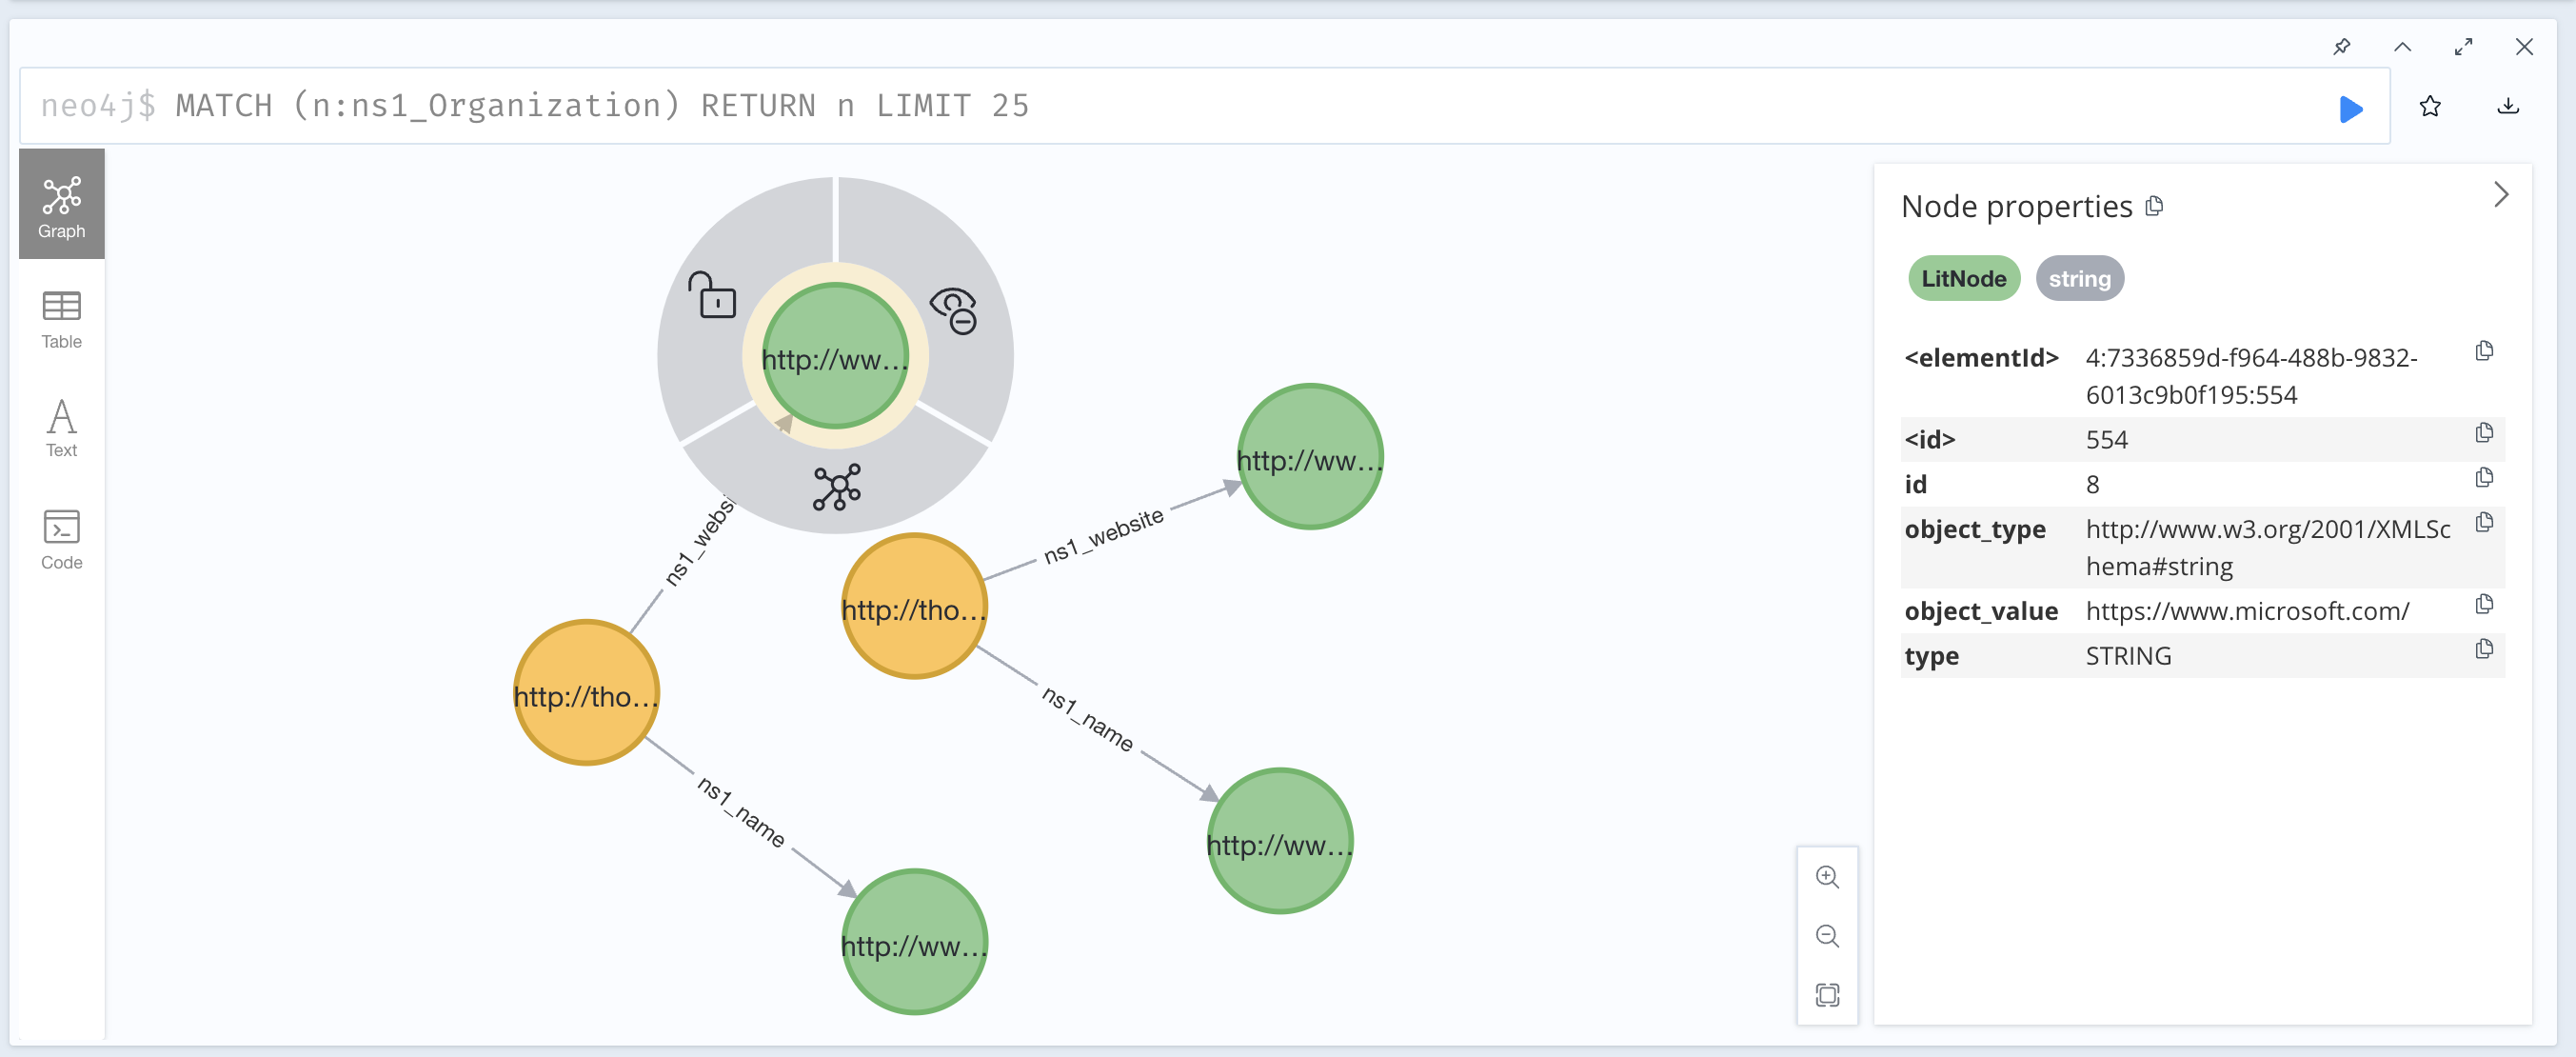 neo4j$ MATCH (n:ns1_Organization) RETURN n LIMIT 25
Graph
Table
Text
Code
http://ww...
http://ww...
ns1_website
http://tho...
http://tho...
ns1_name
ns1_name
http://ww...
http://ww...
Node properties
LitNode string
<elementId> 4:7336859d-f964-488b-9832-
6013c9b0f195:554
<id> 554
id 8
object_type http://www.w3.org/2001/XMLSc
hema#string
object_value https://www.microsoft.com/
type STRING